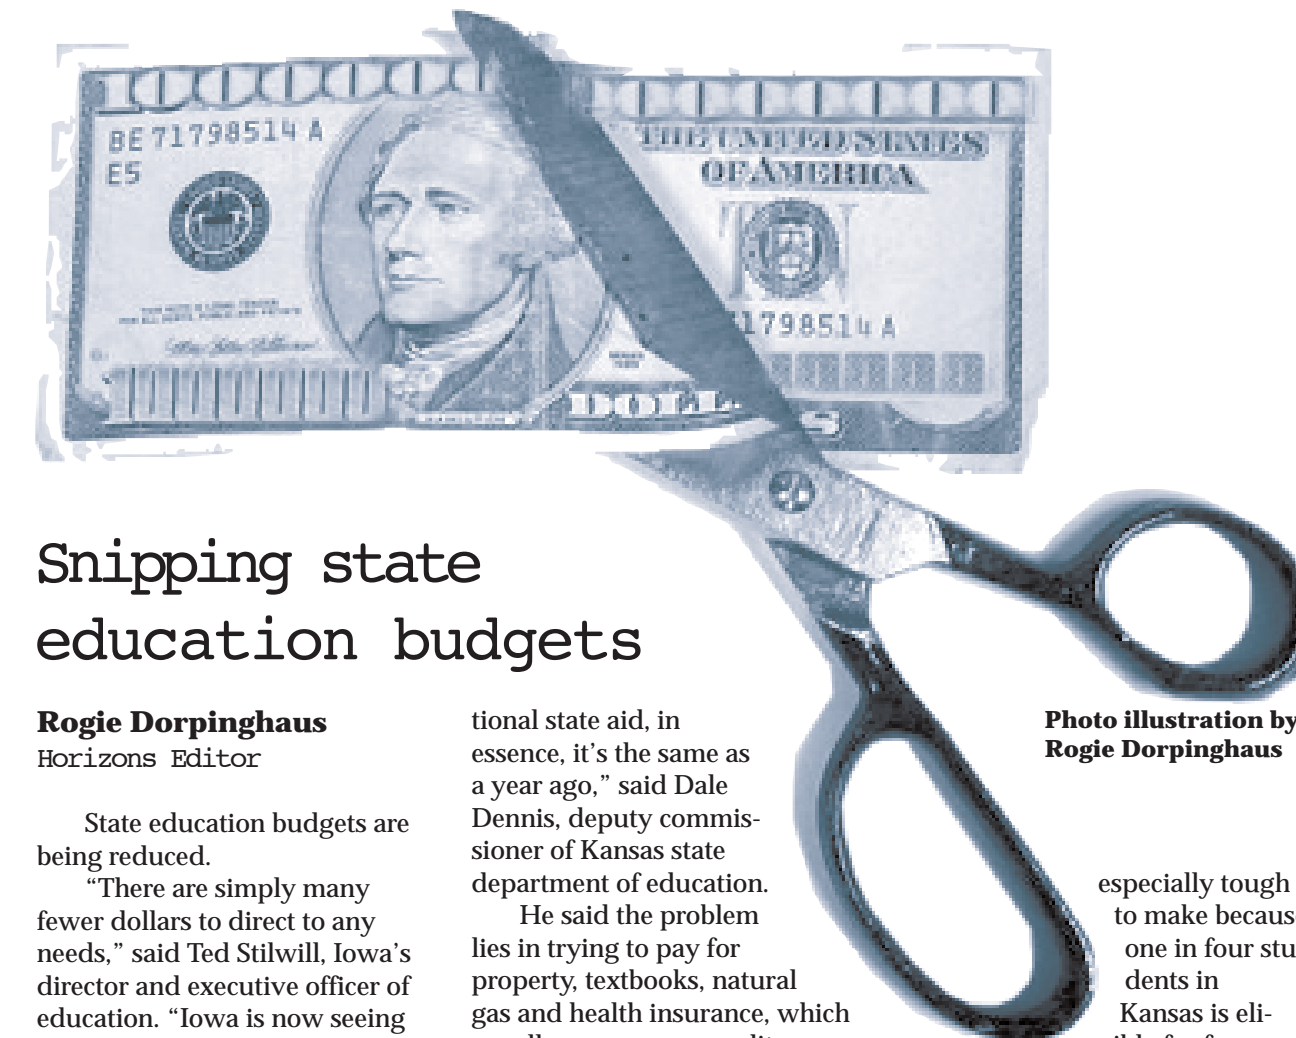 BE 71798514 A
E5
THE UNITED STATES
OF AMERICA
1798514 A
DOLL
S
Snipping state
education budgets
Rogie Dorpinghaus
Horizons Editor
State education budgets are
being reduced.
“There are simply many
fewer dollars to direct to any
needs,” said Ted Stilwill, Iowa’s
director and executive officer of
education. “Iowa is now seeing
tional state aid, in
essence, it’s the same as
a year ago,” said Dale
Dennis, deputy commis-
sioner of Kansas state
department of education.
He said the problem
lies in trying to pay for
property, textbooks, natural
gas and health insurance, which
Photo illustration by
Rogie Dorpinghaus
especially tough
to make becaus
one in four stu
dents in
Kansas is eli-